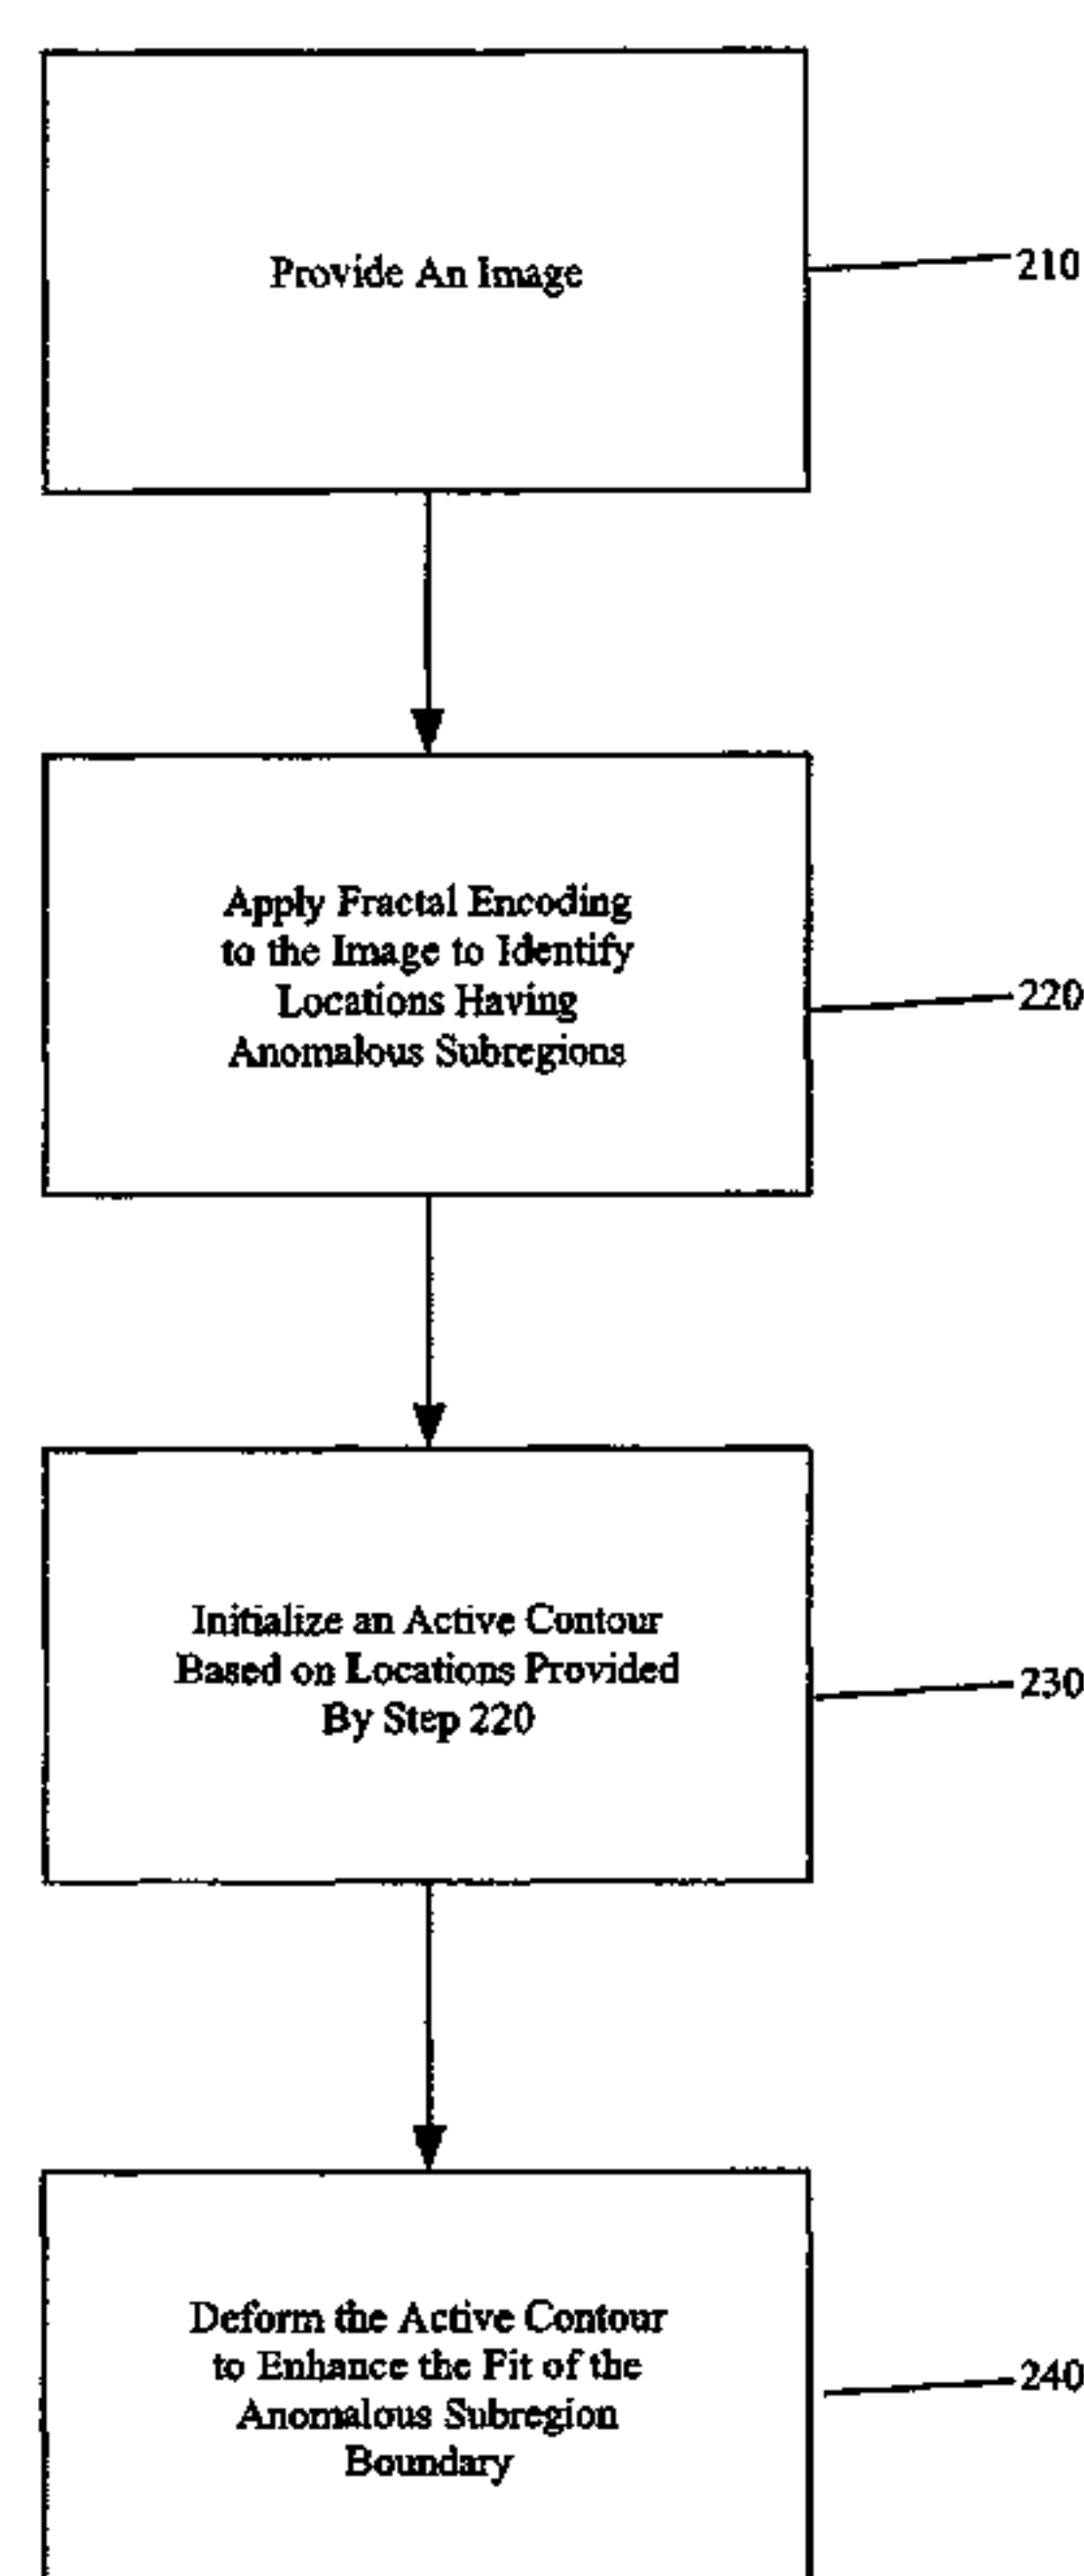 Provide An Image
210
Apply Fractal Encoding
to the Image to Identify
Locations Having
Anomalous Subregions
220
Initialize an Active Contour
Based on Locations Provided
By Step 220
230
Deform the Active Contour
to Enhance the Fit of the
Anomalous Subregion
Boundary
240